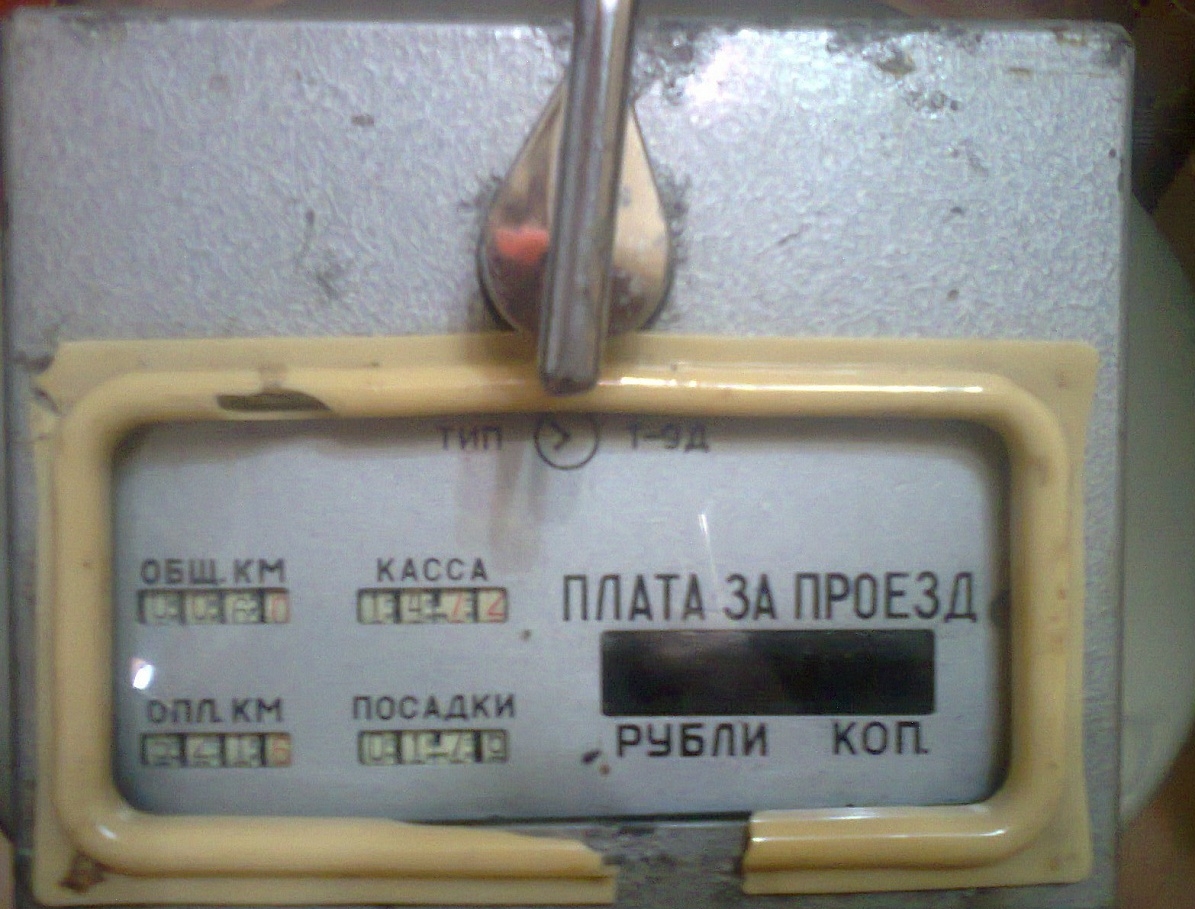 ТИП Т-9Д
ОБЩ. КМ
КАССА
ПЛАТА ЗА ПРОЕЗД
ОПЛ. КМ
ПОСАДКИ
РУБЛИ КОП.